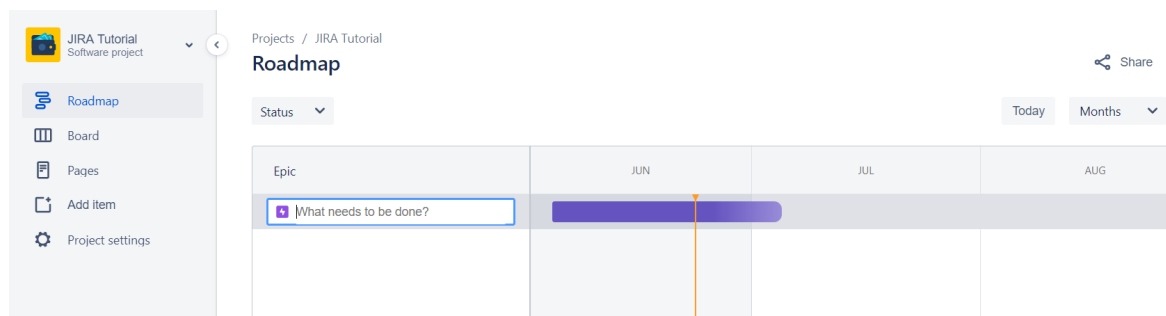 JIRA Tutorial
Software project
Roadmap
Board
Pages
Add item
Project settings
Projects / JIRA Tutorial
Roadmap
Share
Status
Today
Months
Epic
JUN
JUL
AUG
What needs to be done?